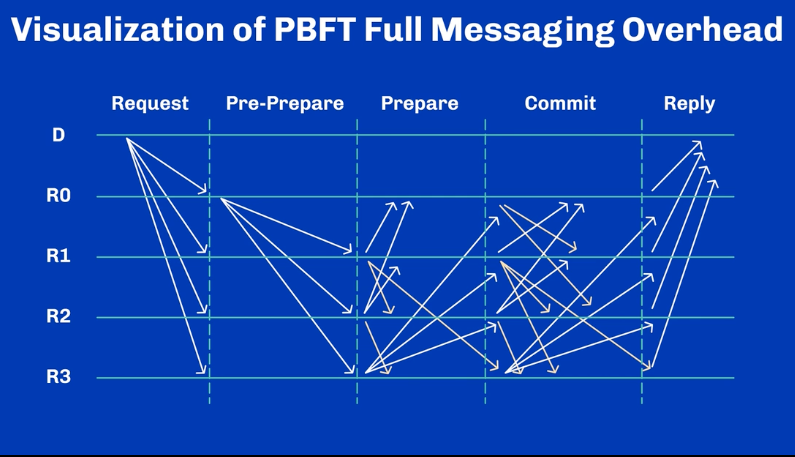 Visualization of PBFT Full Messaging Overhead
Request Pre-Prepare Prepare Commit Reply
D
R0
R1
R2
R3